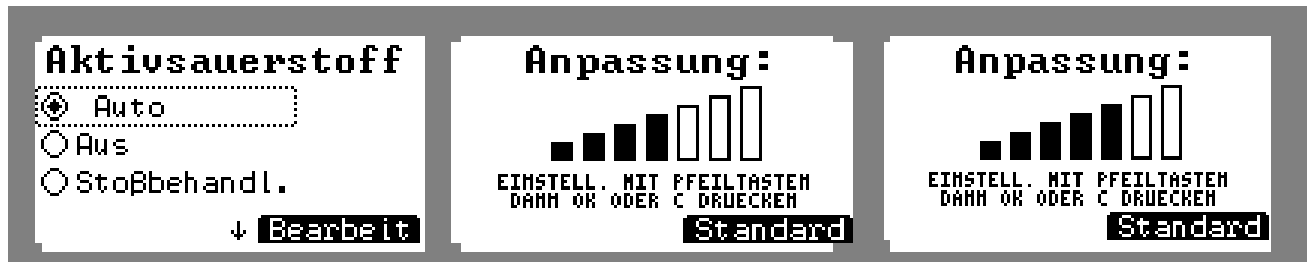 Aktivsauerstoff
Auto
Aus
Stoßbehandl.
↓ Bearbeit
Anpassung:
EINSTELL. MIT PFEILTASTEN
DANN OK ODER C DRUECKEN
Standard
Anpassung:
EINSTELL. MIT PFEILTASTEN
DANN OK ODER C DRUECKEN
Standard